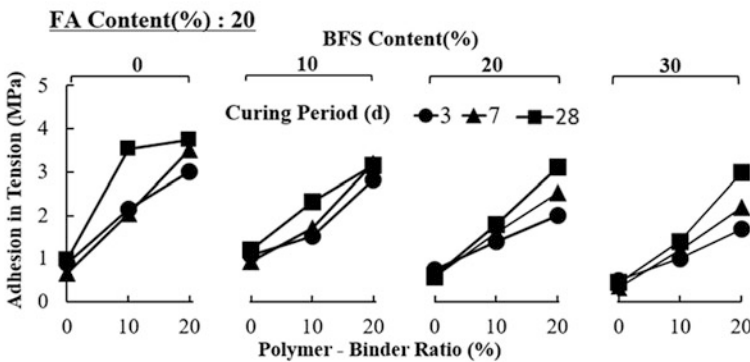 FA Content(%) : 20
BFS Content(%)
0 10 20 30
Curing Period (d) 3 7 28
Adhesion in Tension (MPa)
5
4
3
2
1
0
0 10 20 0 10 20 0 10 20 0 10 20
Polymer - Binder Ratio (%)